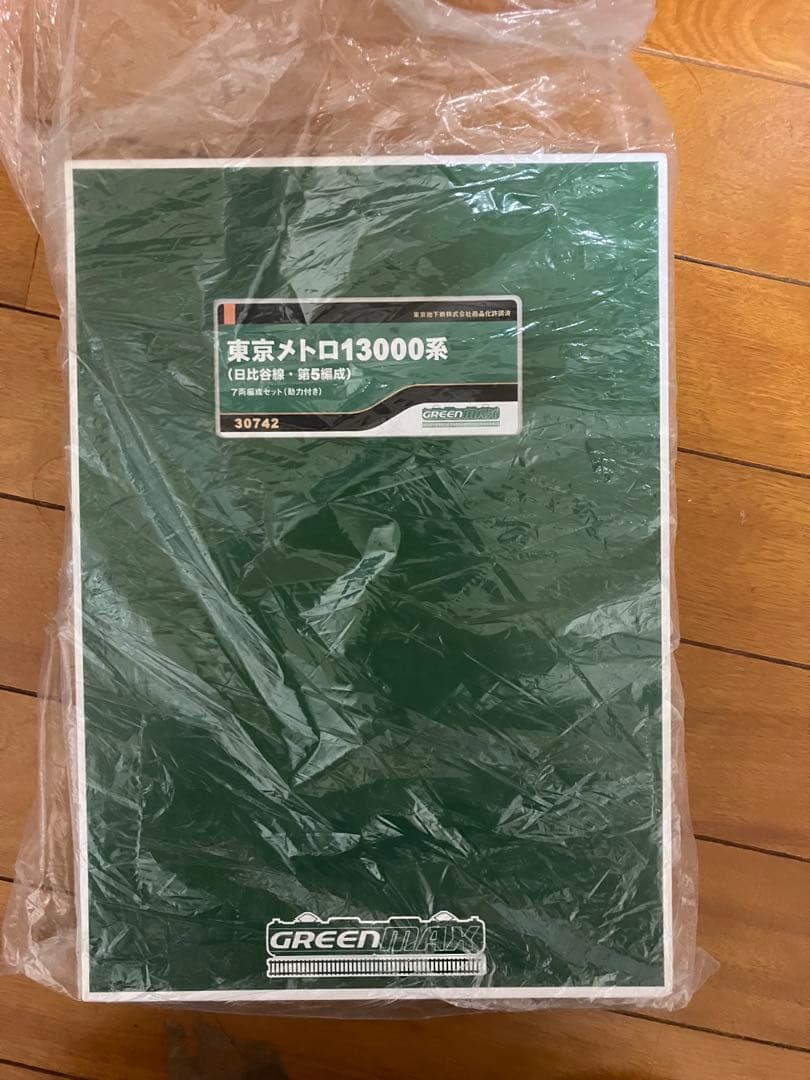 東京地下鉄株式会社商品化許諾済
東京メトロ13000系
(日比谷線・第5編成)
7両編成セット(動力付き)
30742
GREENMAX
GREENMAX